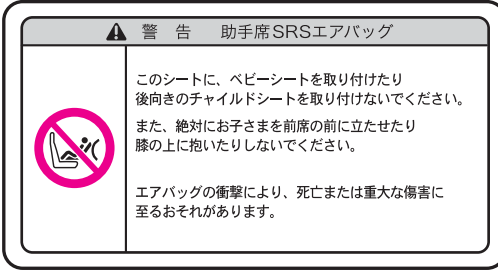 警告 助手席SRSエアバッグ
このシートに、ベビーシートを取り付けたり
後向きのチャイルドシートを取り付けないでください。
また、絶対にお子さまを前席の前に立たせたり
膝の上に抱いたりしないでください。
エアバッグの衝撃により、死亡または重大な傷害に
至るおそれがあります。